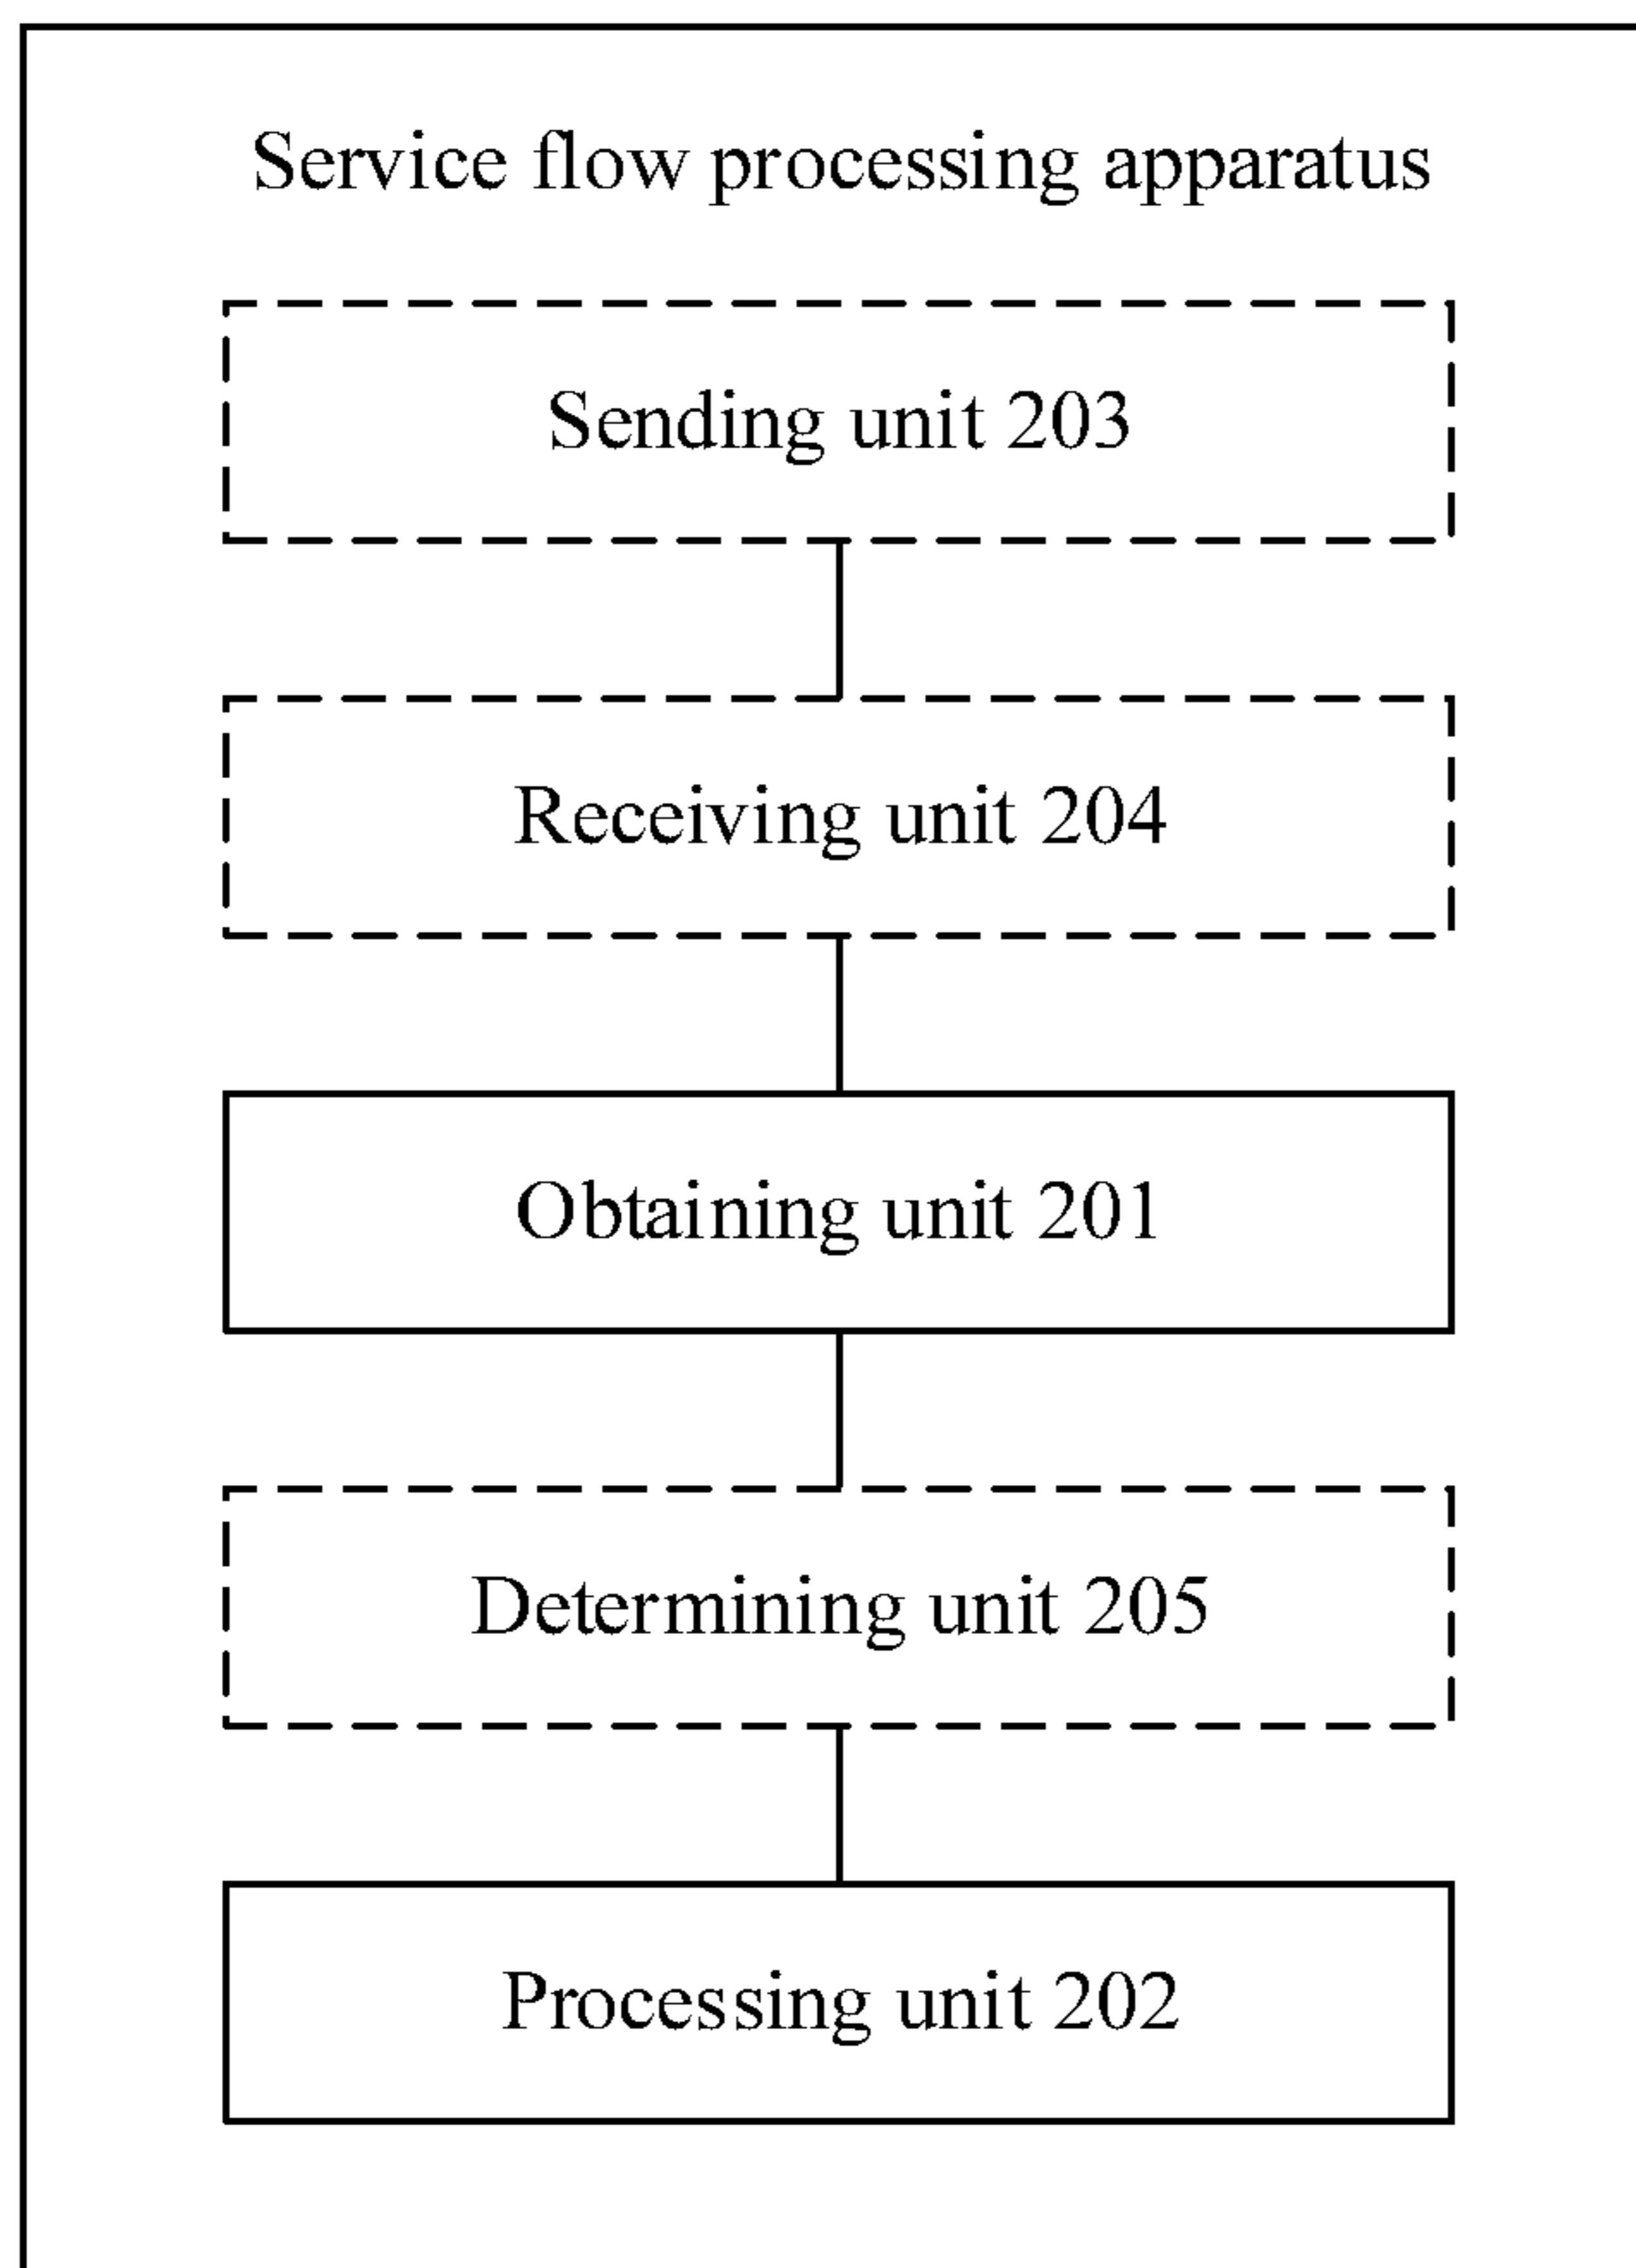 Service flow processing apparatus
Sending unit 203
Receiving unit 204
Obtaining unit 201
Determining unit 205
Processing unit 202